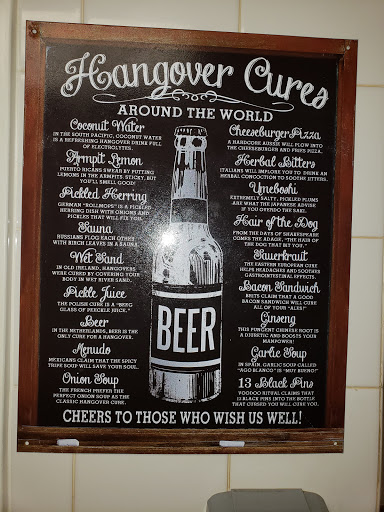 Hangover Cures
AROUND THE WORLD
Coconut Water
IN THE SOUTH PACIFIC, COCONUT WATER
IS A REFRESHING HANGOVER DRINK FULL
OF ELECTROLYTES.
Armpit Lemon
PUERTO RICANS SWEAR BY PUTTING
LEMONS IN THE ARMPITS. STICKY, BUT
YOU'LL SMELL GOOD!
Pickled Herring
GERMAN "ROLLMOPS" IS A PICKLED
HERRING DISH WITH ONIONS AND
PICKLES THAT WILL FIX YOU.
Sauna
RUSSIANS FLOG EACH OTHER
WITH BIRCH LEAVES IN A SAUNA.
Wet Sand
IN OLD IRELAND, HANGOVERS
WERE CURED BY COVERING YOUR
BODY IN WET RIVER SAND.
Pickle Juice
THE POLISH CURE IS A "BEEG
GLASS OF PEECKLE JUICE."
Beer
IN THE NETHERLANDS, BEER IS THE
ONLY CURE FOR A HANGOVER.
Menudo
MEXICANS CLAIM THAT THE SPICY
TRIPE SOUP WILL SAVE YOUR SOUL.
Onion Soup
THE FRENCH PREFER THE
PERFECT ONION SOUP AS THE
CLASSIC HANGOVER CURE.
BEER
Cheeseburger Pizza
A HARDCORE AUSSIE WILL PLOW INTO
THE CHEESEBURGER AND FRIES PIZZA.
Herbal Bitters
ITALIANS WILL IMPLORE YOU TO DRINK AN
HERBAL CONCOCTION TO SOOTHE JITTERS.
Umeboshi
EXTREMELY SALTY, PICKLED PLUMS
ARE WHAT THE JAPANESE ADVISE
IF YOU OVERDO THE SAKE.
Hair of the Dog
FROM THE DAYS OF SHAKESPEARE
COMES THE ADAGE, "THE HAIR OF
THE DOG THAT BIT YOU."
Sauerkraut
THE EASTERN EUROPEAN CURE
HELPS HEADACHES AND SOOTHES
GASTROINTESTINAL EFFECTS.
Bacon Sandwich
BRITS CLAIM THAT A GOOD
BACON SANDWICH WILL CURE
ALL OF YOUR "ALES!"
Ginseng
THIS POTENT CHINESE ROOT IS
A DIURETIC AND BOOSTS YOUR
MANPOWER!
Garlic Soup
IN SPAIN, GARLIC SOUP CALLED
"AGO BLANCO" IS "MUY BUENO"
13 Black Pins
VOODOO RITUAL CLAIMS THAT
13 BLACK PINS INTO THE BOTTLE
THAT CURSED YOU WILL CURE YOU.
CHEERS TO THOSE WHO WISH US WELL!